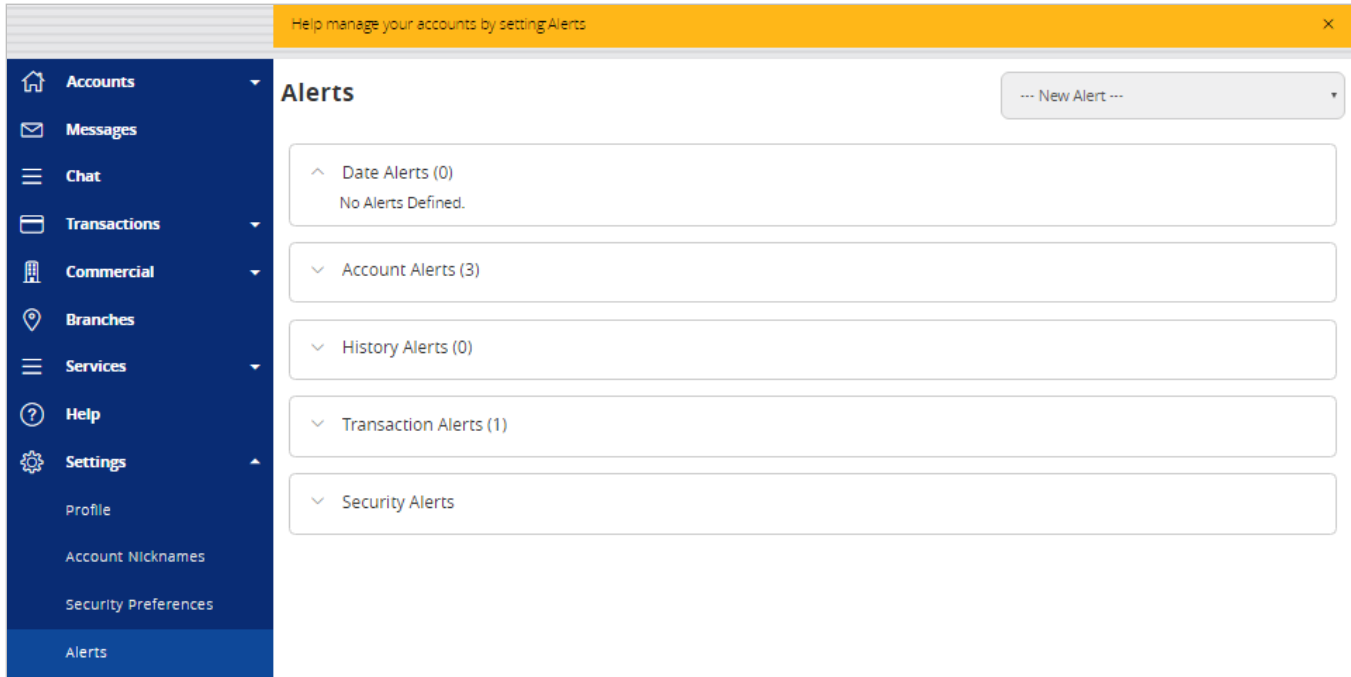 Help manage your accounts by setting Alerts
×
Accounts
Messages
Chat
Transactions
Commercial
Branches
Services
Help
Settings
Profile
Account Nicknames
Security Preferences
Alerts
Alerts
--- New Alert ---
Date Alerts (0)
No Alerts Defined.
Account Alerts (3)
History Alerts (0)
Transaction Alerts (1)
Security Alerts